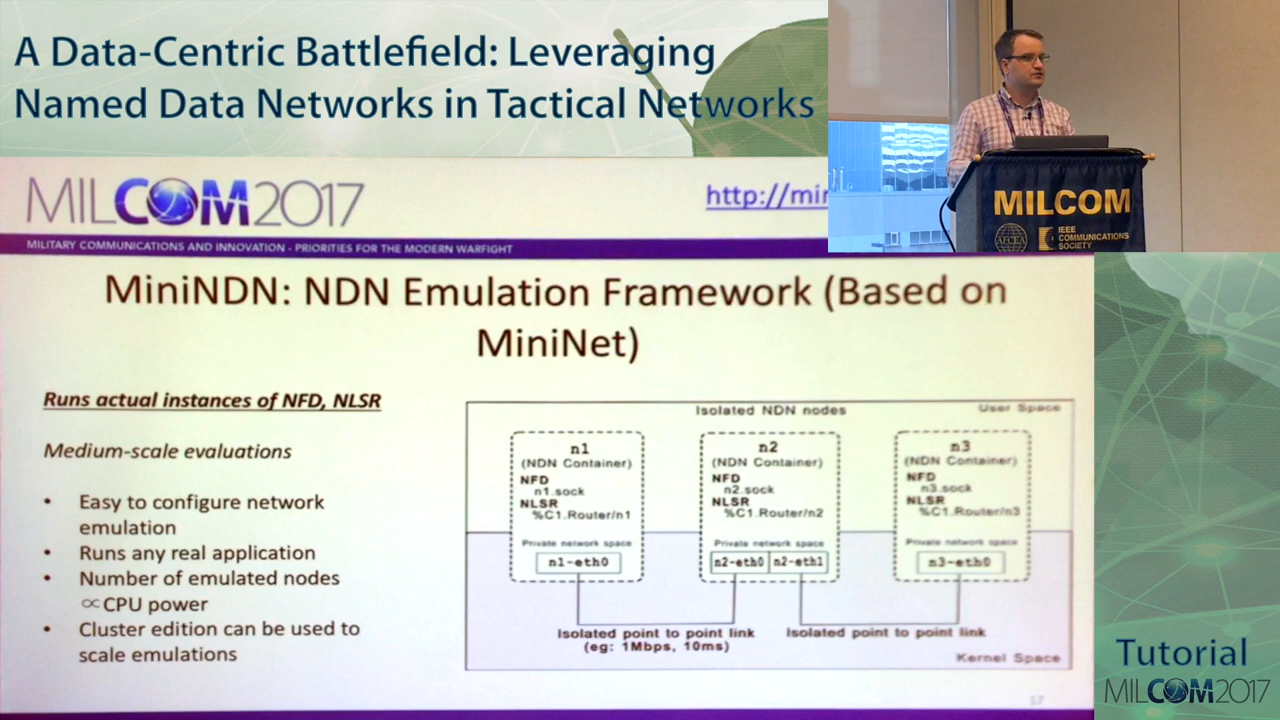 A Data-Centric Battlefield: Leveraging
Named Data Networks in Tactical Networks
MILCOM2017
MILITARY COMMUNICATIONS AND INNOVATION - PRIORITIES FOR THE MODERN WARFIGHT
MILCOM
AFCEA
IEEE
COMMUNICATIONS
SOCIETY
MiniNDN: NDN Emulation Framework (Based on
MiniNet)
Runs actual instances of NFD, NLSR
Medium-scale evaluations
• Easy to configure network
emulation
• Runs any real application
• Number of emulated nodes
∝ CPU power
• Cluster edition can be used to
scale emulations
Isolated NDN nodes
User Space
n1
(NDN Container)
NFD
n1.sock
NLSR
%C1.Router/n1
Private network space
n1-eth0
n2
(NDN Container)
NFD
n2.sock
NLSR
%C1.Router/n2
Private network space
n2-eth0 n2-eth1
n3
(NDN Container)
NFD
n3.sock
NLSR
%C1.Router/n3
Private network space
n3-eth0
Isolated point to point link
(eg: 1Mbps, 10ms)
Isolated point to point link
Kernel Space
17
Tutorial
MILCOM2017